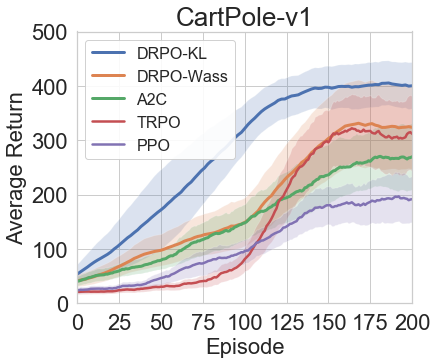 CartPole-v1
500
400
300
200
100
0
Average Return
DRPO-KL
DRPO-Wass
A2C
TRPO
PPO
0 25 50 75 100 125 150 175 200
Episode